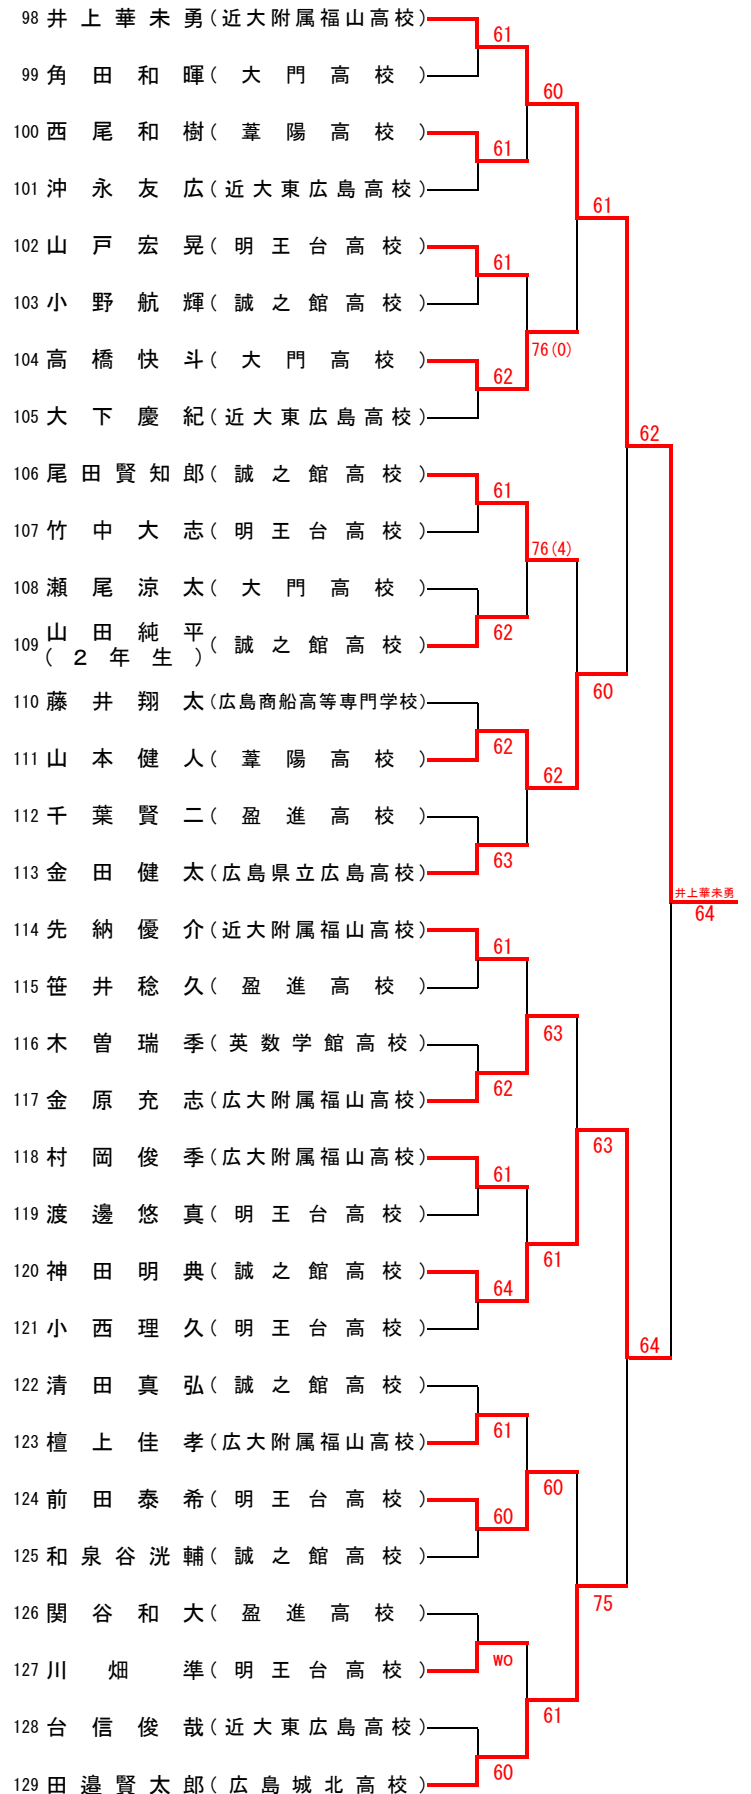 98 井上華未勇(近大附属福山高校)
61
99 角田和暉(大門高校)
60
100 西尾和樹(葦陽高校)
61
101 沖永友広(近大東広島高校)
61
102 山戸宏晃(明王台高校)
61
103 小野航輝(誠之館高校)
76(0)
104 高橋快斗(大門高校)
62
105 大下慶紀(近大東広島高校)
62
106 尾田賢知郎(誠之館高校)
61
107 竹中大志(明王台高校)
76(4)
108 瀬尾涼太(大門高校)
62
109 山田純平(誠之館高校)
(2年生)
60
110 藤井翔太(広島商船高等専門学校)
62
111 山本健人(葦陽高校)
62
112 千葉賢二(盈進高校)
63
113 金田健太(広島県立広島高校)
井上華未勇
64
114 先納優介(近大附属福山高校)
61
115 笹井稔久(盈進高校)
63
116 木曽瑞季(英数学館高校)
62
117 金原充志(広大附属福山高校)
63
118 村岡俊季(広大附属福山高校)
61
119 渡邊悠真(明王台高校)
61
120 神田明典(誠之館高校)
64
121 小西理久(明王台高校)
64
122 清田真弘(誠之館高校)
61
123 檀上佳孝(広大附属福山高校)
60
124 前田泰希(明王台高校)
60
125 和泉谷洸輔(誠之館高校)
75
126 関谷和大(盈進高校)
WO
127 川畑準(明王台高校)
61
128 台信俊哉(近大東広島高校)
60
129 田邉賢太郎(広島城北高校)